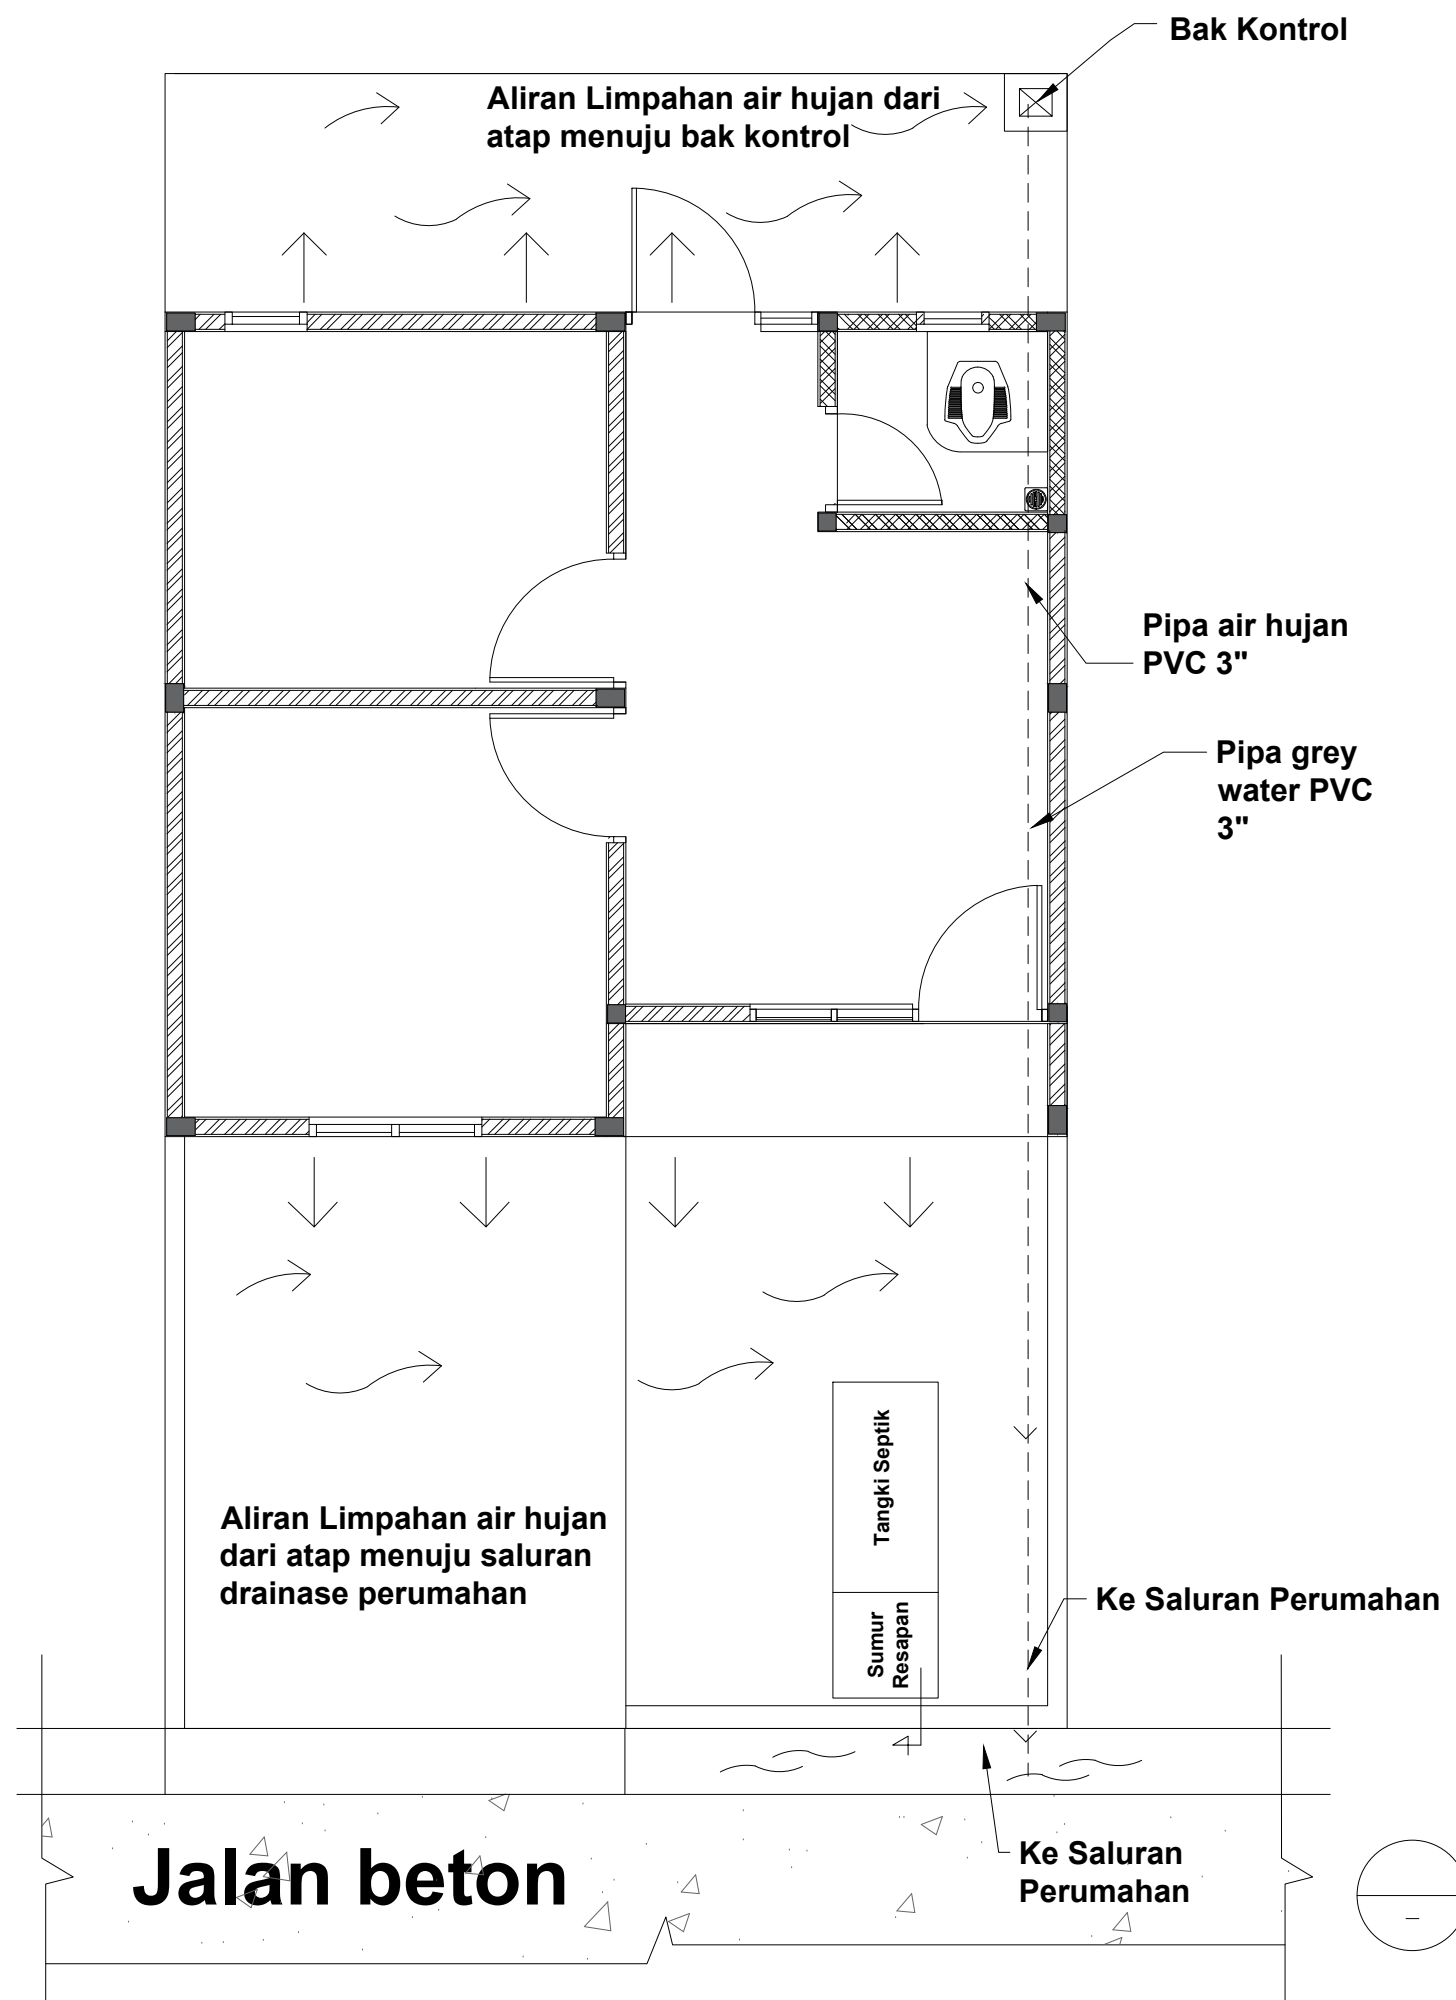 Bak Kontrol
Aliran Limpahan air hujan dari
atap menuju bak kontrol
Pipa air hujan
PVC 3"
Pipa grey
water PVC
3"
Tangki Septik
Aliran Limpahan air hujan
dari atap menuju saluran
drainase perumahan
Ke Saluran Perumahan
Sumur
Resapan
Jalan beton
Ke Saluran
Perumahan